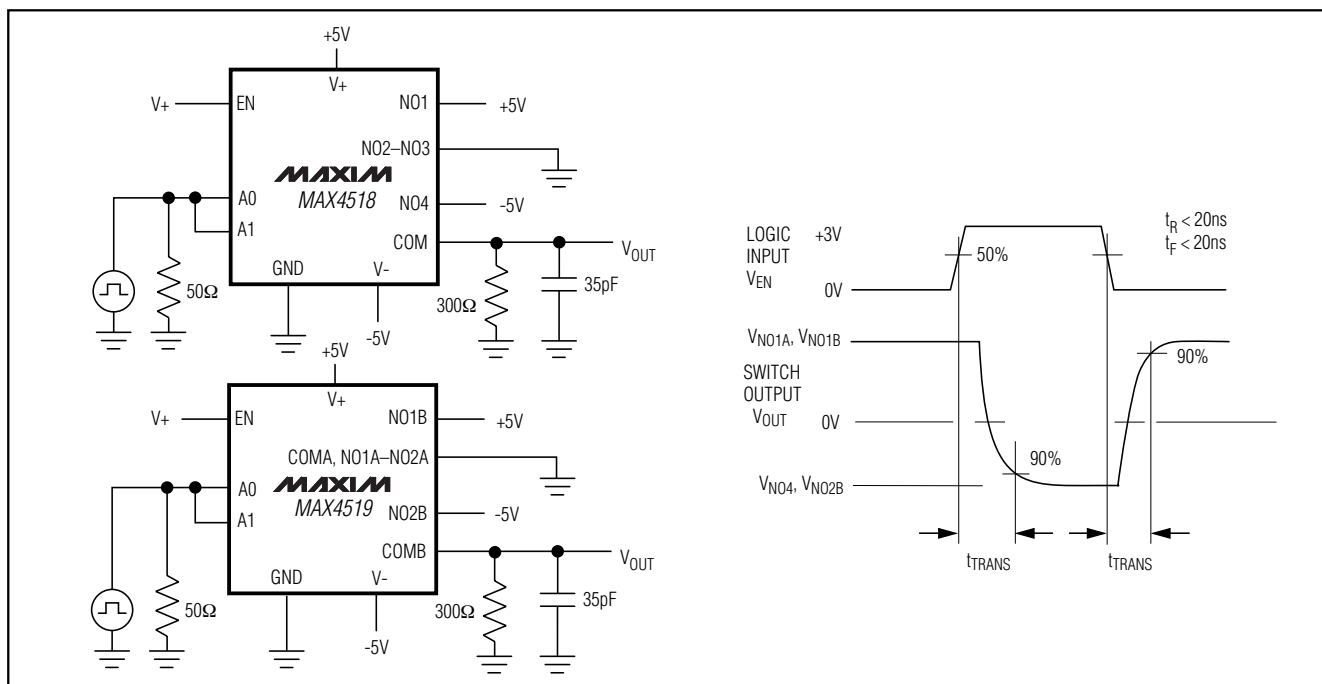 +5V
V+
V+
EN
NO1
+5V
NO2–NO3
MAXIM
MAX4518
A0
A1
NO4
-5V
COM
VOUT
GND
V-
50Ω
300Ω
35pF
-5V
+5V
V+
V+
EN
NO1B
+5V
COMA, NO1A–NO2A
MAXIM
MAX4519
A0
A1
NO2B
-5V
COMB
VOUT
GND
V-
50Ω
300Ω
35pF
-5V
LOGIC
INPUT
VEN
+3V
0V
50%
tR < 20ns
tF < 20ns
VNO1A, VNO1B
SWITCH
OUTPUT
VOUT
0V
90%
90%
VNO4, VNO2B
tTRANS
tTRANS